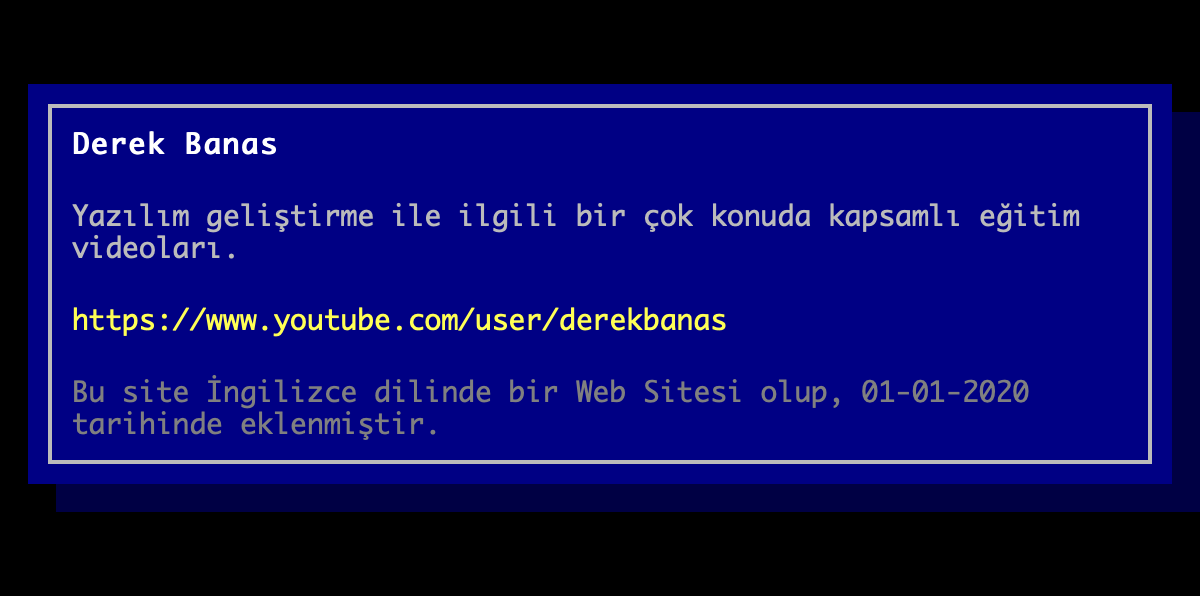 Derek Banas
Yazılım geliştirme ile ilgili bir çok konuda kapsamlı eğitim
videoları.
https://www.youtube.com/user/derekbanas
Bu site İngilizce dilinde bir Web Sitesi olup, 01-01-2020
tarihinde eklenmiştir.